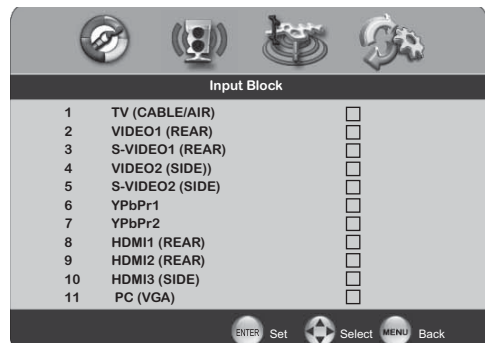 Input Block
1 TV (CABLE/AIR)
2 VIDEO1 (REAR)
3 S-VIDEO1 (REAR)
4 VIDEO2 (SIDE))
5 S-VIDEO2 (SIDE)
6 YPbPr1
7 YPbPr2
8 HDMI1 (REAR)
9 HDMI2 (REAR)
10 HDMI3 (SIDE)
11 PC (VGA)
ENTER Set Select MENU Back